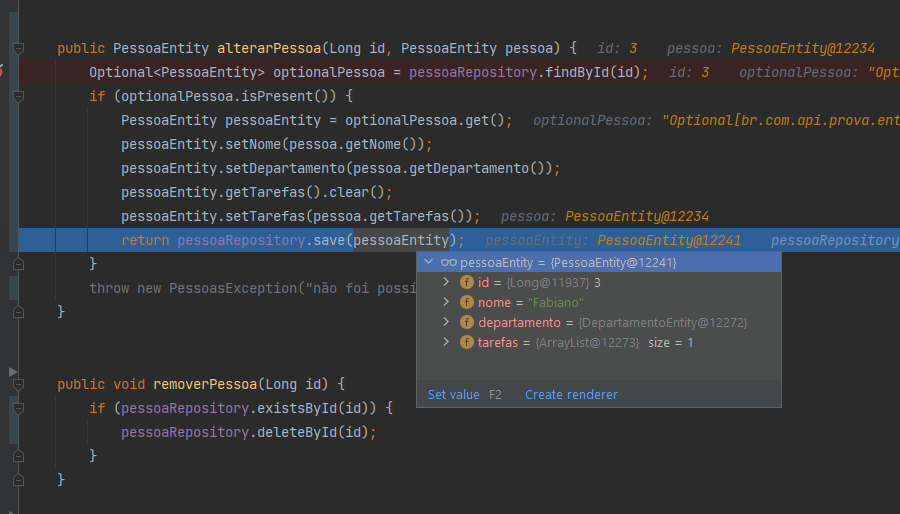 public PessoaEntity alterarPessoa(Long id, PessoaEntity pessoa) { id: 3 pessoa: PessoaEntity@12234
Optional<PessoaEntity> optionalPessoa = pessoaRepository.findById(id); id: 3 optionalPessoa: "Opt
if (optionalPessoa.isPresent()) {
PessoaEntity pessoaEntity = optionalPessoa.get(); optionalPessoa: "Optional[br.com.api.prova.ent
pessoaEntity.setNome(pessoa.getNome());
pessoaEntity.setDepartamento(pessoa.getDepartamento());
pessoaEntity.getTarefas().clear();
pessoaEntity.setTarefas(pessoa.getTarefas()); pessoa: PessoaEntity@12234
return pessoaRepository.save(pessoaEntity); pessoaEntity: PessoaEntity@12241 pessoaRepository
}
pessoaEntity = {PessoaEntity@12241}
id = {Long@11937} 3
throw new PessoasException("não foi possí
nome = "Fabiano"
}
departamento = {DepartamentoEntity@12272}
tarefas = {ArrayList@12273} size = 1
public void removerPessoa(Long id) {
Set value F2 Create renderer
if (pessoaRepository.existsById(id)) {
pessoaRepository.deleteById(id);
}
}